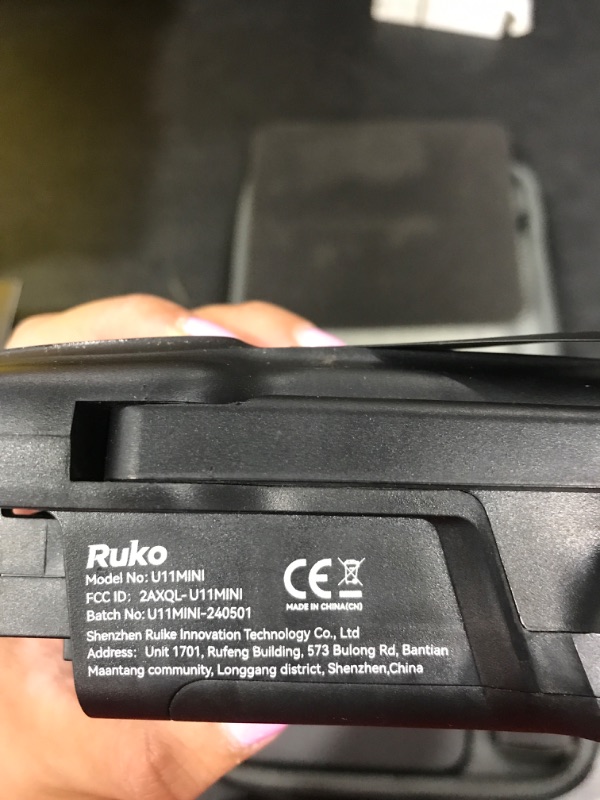 Ruko
Model No: U11MINI
FCC ID: 2AXQL-U11MINI
Batch No: U11MINI-240501
CE
MADE IN CHINA(CN)
Shenzhen Ruike Innovation Technology Co., Ltd
Address: Unit 1701, Rufeng Building, 573 Bulong Rd, Bantian
Maantang community, Longgang district, Shenzhen,China